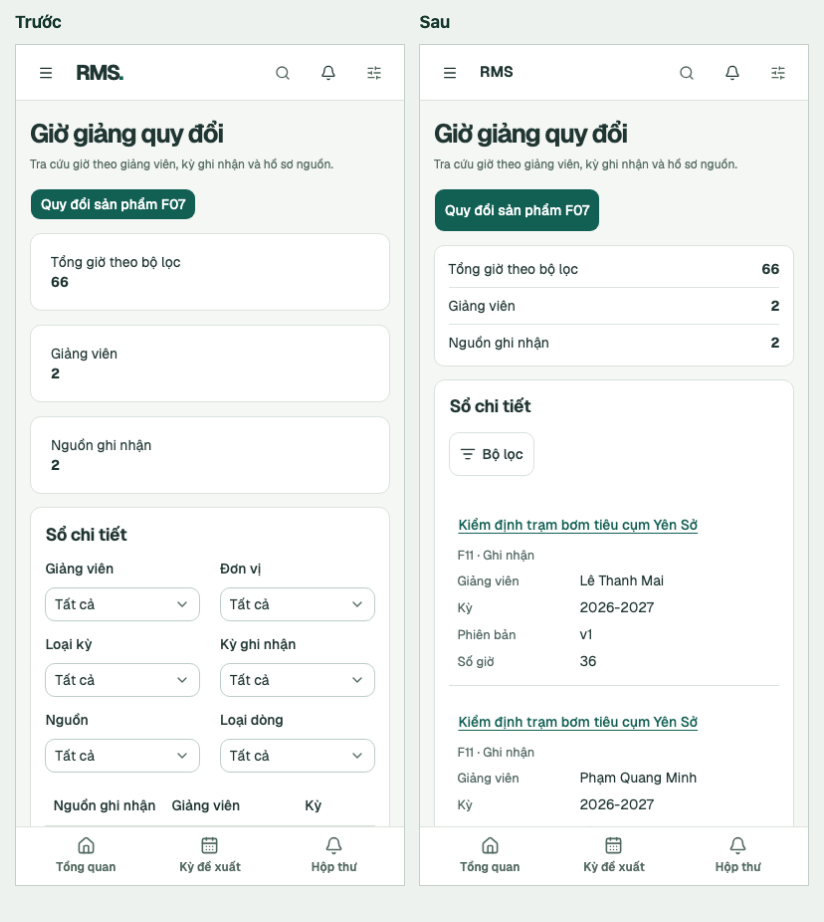 Trước
RMS.
Giờ giảng quy đổi
Tra cứu giờ theo giảng viên, kỳ ghi nhận và hồ sơ nguồn.
Quy đổi sản phẩm F07
Tổng giờ theo bộ lọc
66
Giảng viên
2
Nguồn ghi nhận
2
Sổ chi tiết
Giảng viên Đơn vị
Tất cả Tất cả
Loại kỳ Kỳ ghi nhận
Tất cả Tất cả
Nguồn Loại dòng
Tất cả Tất cả
Nguồn ghi nhận Giảng viên Kỳ
Tổng quan Kỳ đề xuất Hộp thư
Sau
RMS
Giờ giảng quy đổi
Tra cứu giờ theo giảng viên, kỳ ghi nhận và hồ sơ nguồn.
Quy đổi sản phẩm F07
Tổng giờ theo bộ lọc 66
Giảng viên 2
Nguồn ghi nhận 2
Sổ chi tiết
Bộ lọc
Kiểm định trạm bơm tiêu cụm Yên Sở
F11 · Ghi nhận
Giảng viên Lê Thanh Mai
Kỳ 2026-2027
Phiên bản v1
Số giờ 36
Kiểm định trạm bơm tiêu cụm Yên Sở
F11 · Ghi nhận
Giảng viên Phạm Quang Minh
Kỳ 2026-2027
Tổng quan Kỳ đề xuất Hộp thư